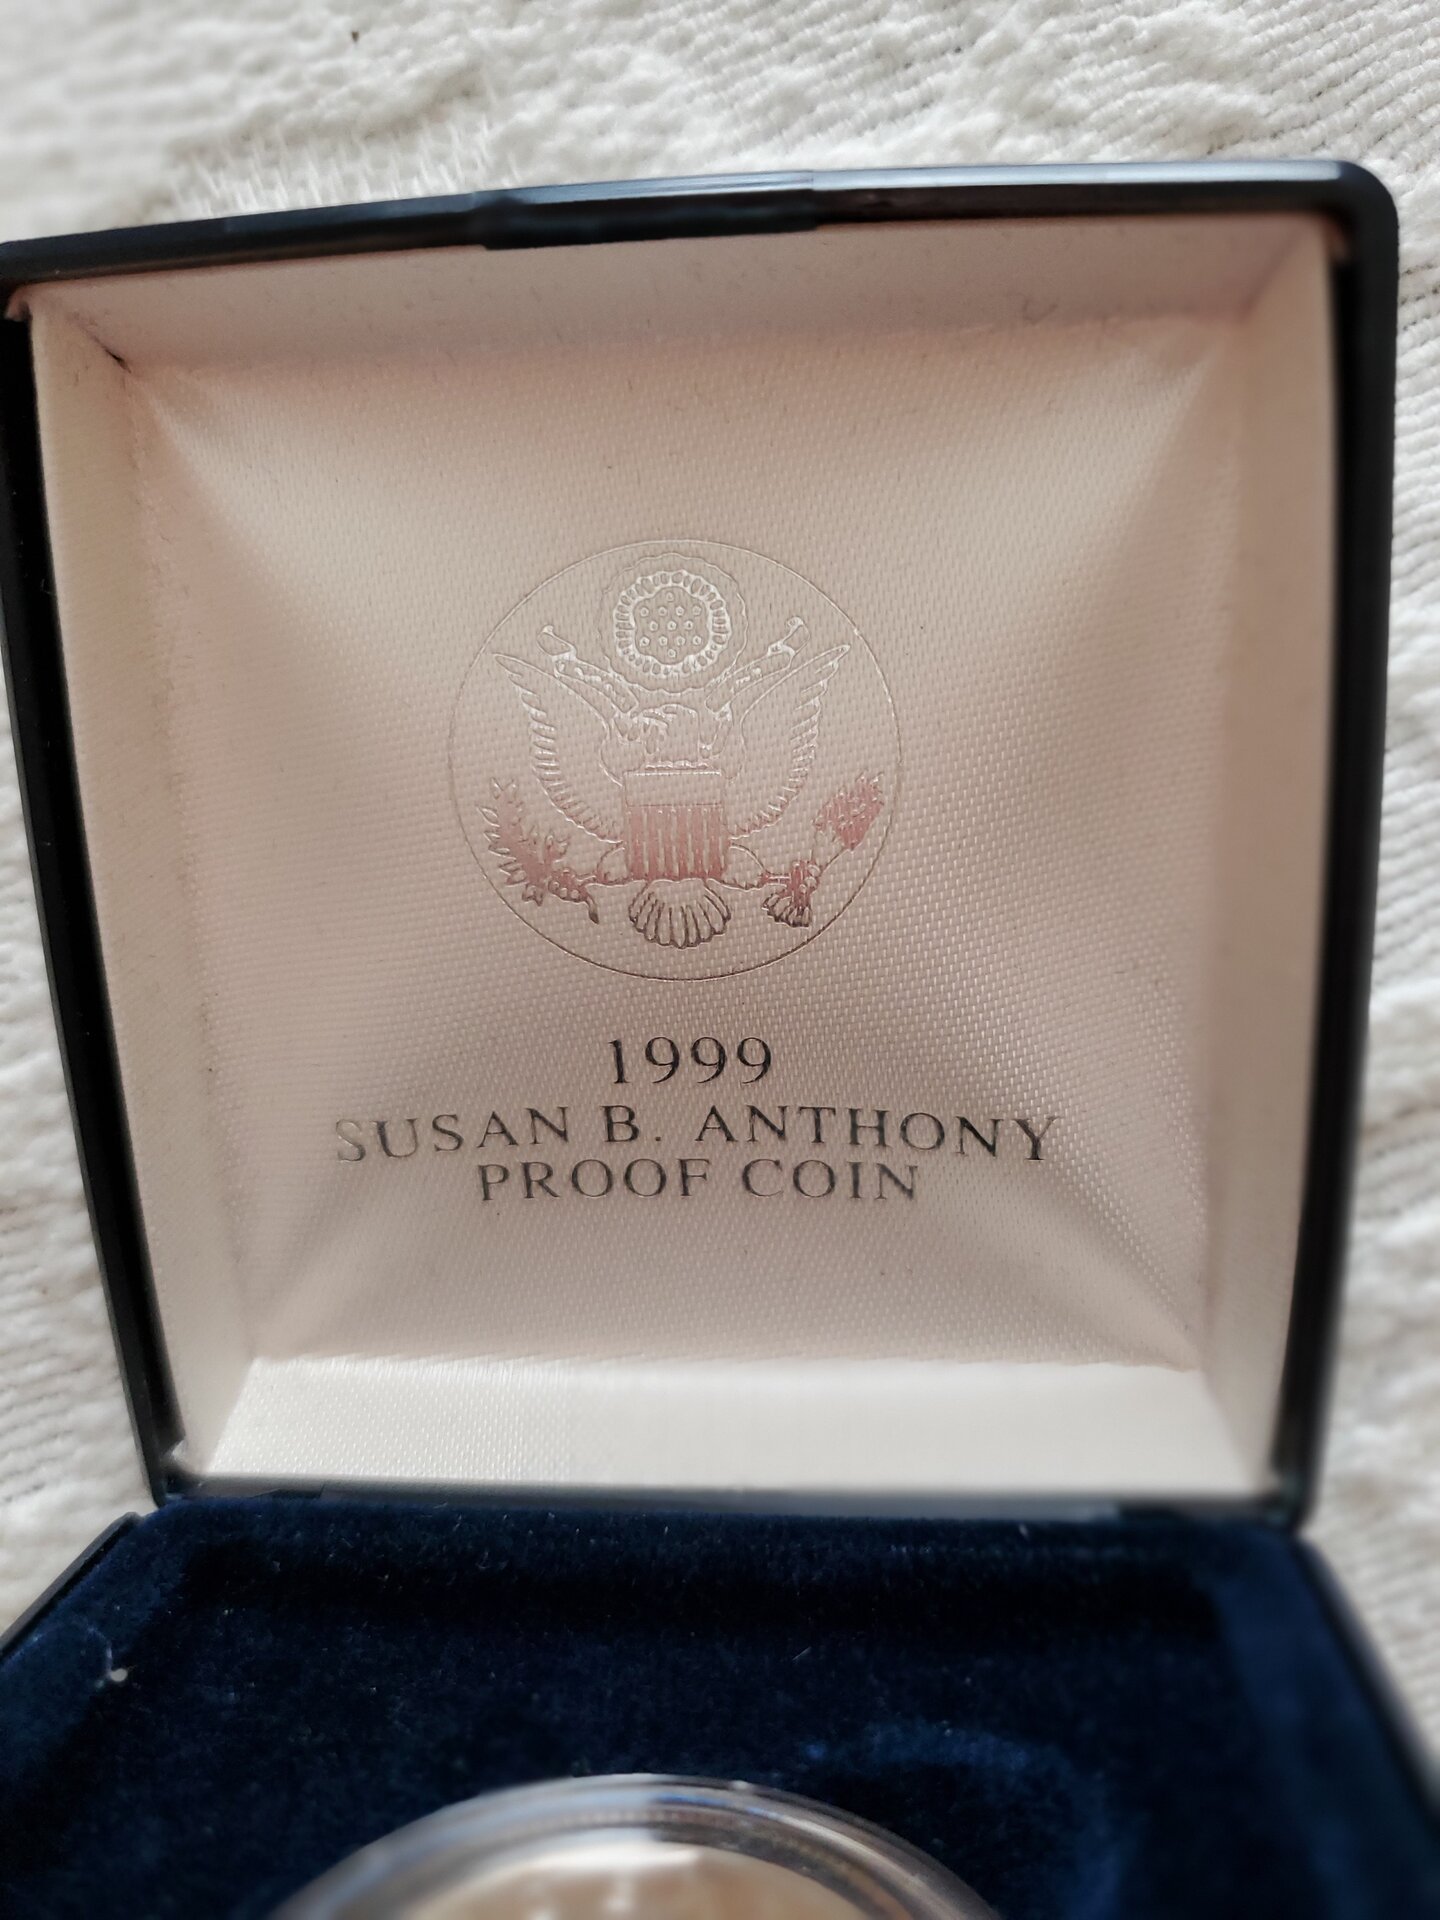 1999
SUSAN B. ANTHONY
PROOF COIN